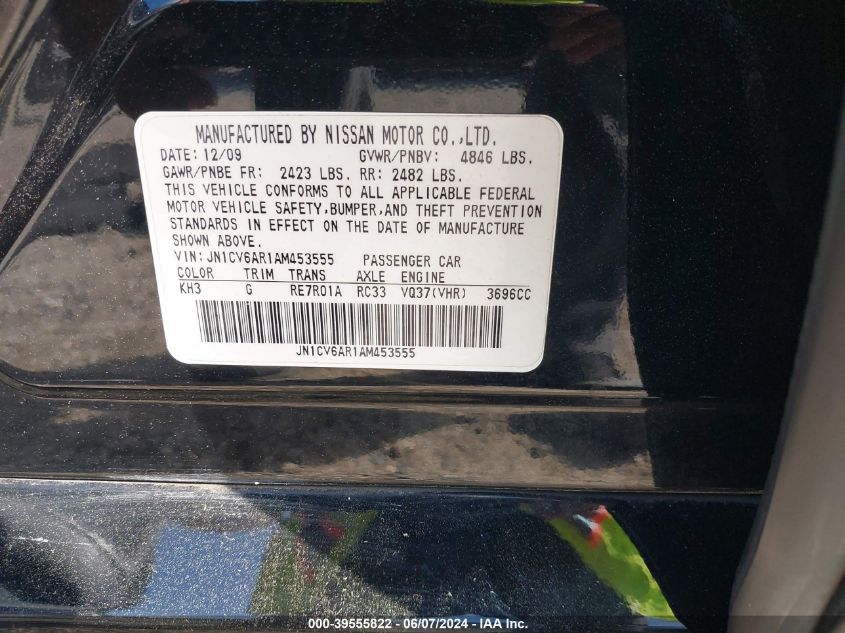 MANUFACTURED BY NISSAN MOTOR CO.,LTD.
DATE: 12/09 GVWR/PNBV: 4846 LBS.
GAWR/PNBE FR: 2423 LBS. RR: 2482 LBS.
THIS VEHICLE CONFORMS TO ALL APPLICABLE FEDERAL
MOTOR VEHICLE SAFETY,BUMPER,AND THEFT PREVENTION
STANDARDS IN EFFECT ON THE DATE OF MANUFACTURE
SHOWN ABOVE.
VIN: JN1CV6AR1AM453555 PASSENGER CAR
COLOR TRIM TRANS AXLE ENGINE
KH3 G RE7R01A RC33 VQ37(VHR) 3696CC
JN1CV6AR1AM453555
000-39555822 - 06/07/2024 - IAA Inc.